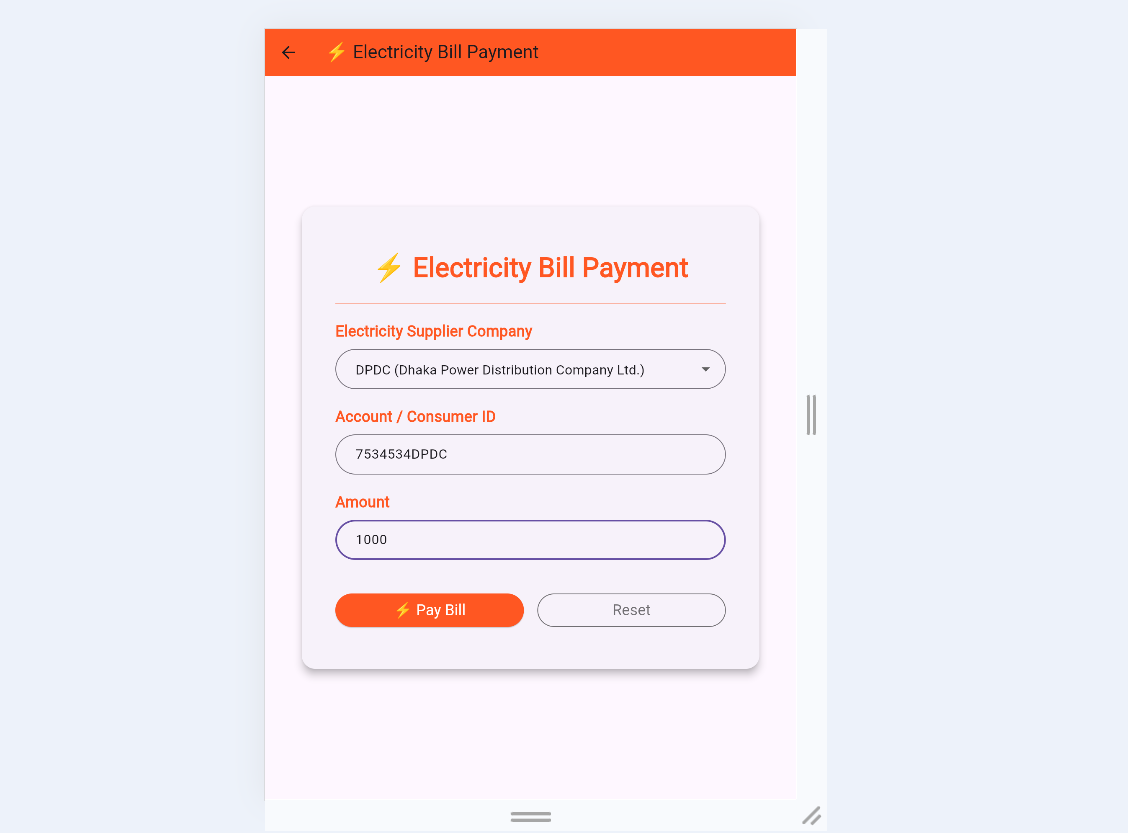 ⚡ Electricity Bill Payment
⚡ Electricity Bill Payment
Electricity Supplier Company
DPDC (Dhaka Power Distribution Company Ltd.)
Account / Consumer ID
7534534DPDC
Amount
1000
⚡ Pay Bill
Reset